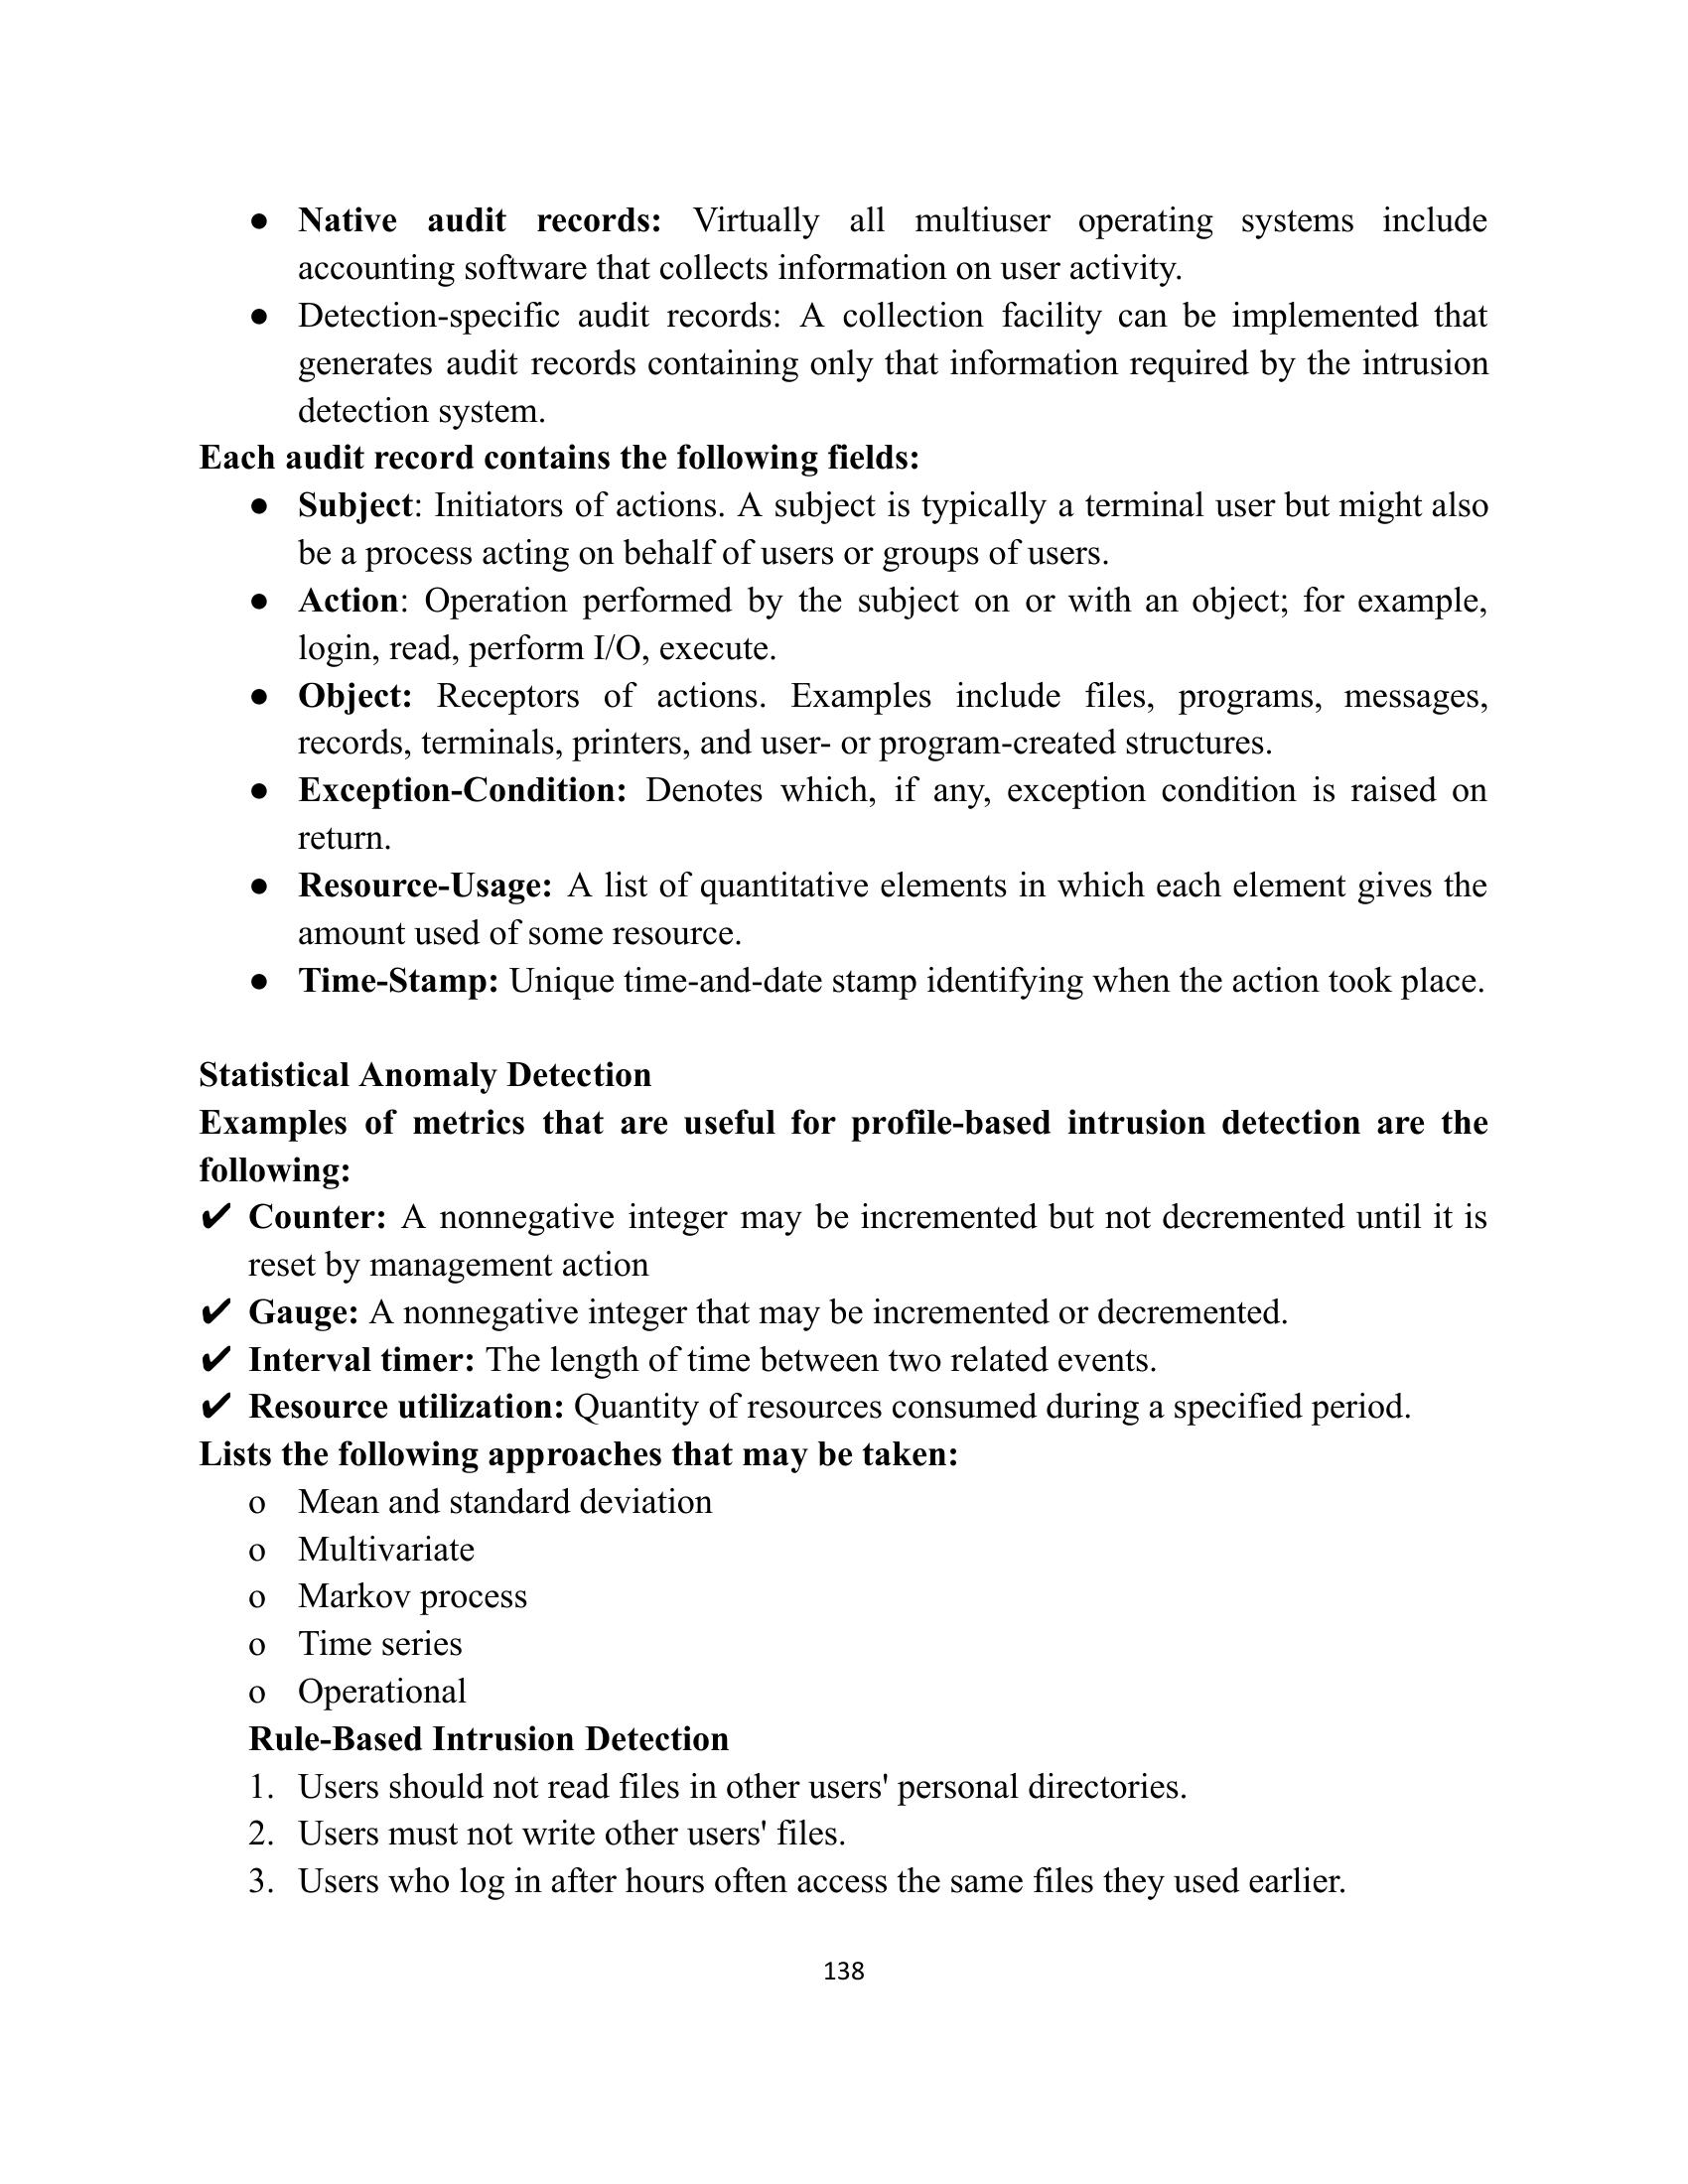 ● Native audit records: Virtually all multiuser operating systems include
accounting software that collects information on user activity.
● Detection-specific audit records: A collection facility can be implemented that
generates audit records containing only that information required by the intrusion
detection system.
Each audit record contains the following fields:
● Subject: Initiators of actions. A subject is typically a terminal user but might also
be a process acting on behalf of users or groups of users.
● Action: Operation performed by the subject on or with an object; for example,
login, read, perform I/O, execute.
● Object: Receptors of actions. Examples include files, programs, messages,
records, terminals, printers, and user- or program-created structures.
● Exception-Condition: Denotes which, if any, exception condition is raised on
return.
● Resource-Usage: A list of quantitative elements in which each element gives the
amount used of some resource.
● Time-Stamp: Unique time-and-date stamp identifying when the action took place.
Statistical Anomaly Detection
Examples of metrics that are useful for profile-based intrusion detection are the
following:
✔ Counter: A nonnegative integer may be incremented but not decremented until it is
reset by management action
✔ Gauge: A nonnegative integer that may be incremented or decremented.
✔ Interval timer: The length of time between two related events.
✔ Resource utilization: Quantity of resources consumed during a specified period.
Lists the following approaches that may be taken:
o Mean and standard deviation
o Multivariate
o Markov process
o Time series
o Operational
Rule-Based Intrusion Detection
1. Users should not read files in other users' personal directories.
2. Users must not write other users' files.
3. Users who log in after hours often access the same files they used earlier.
138